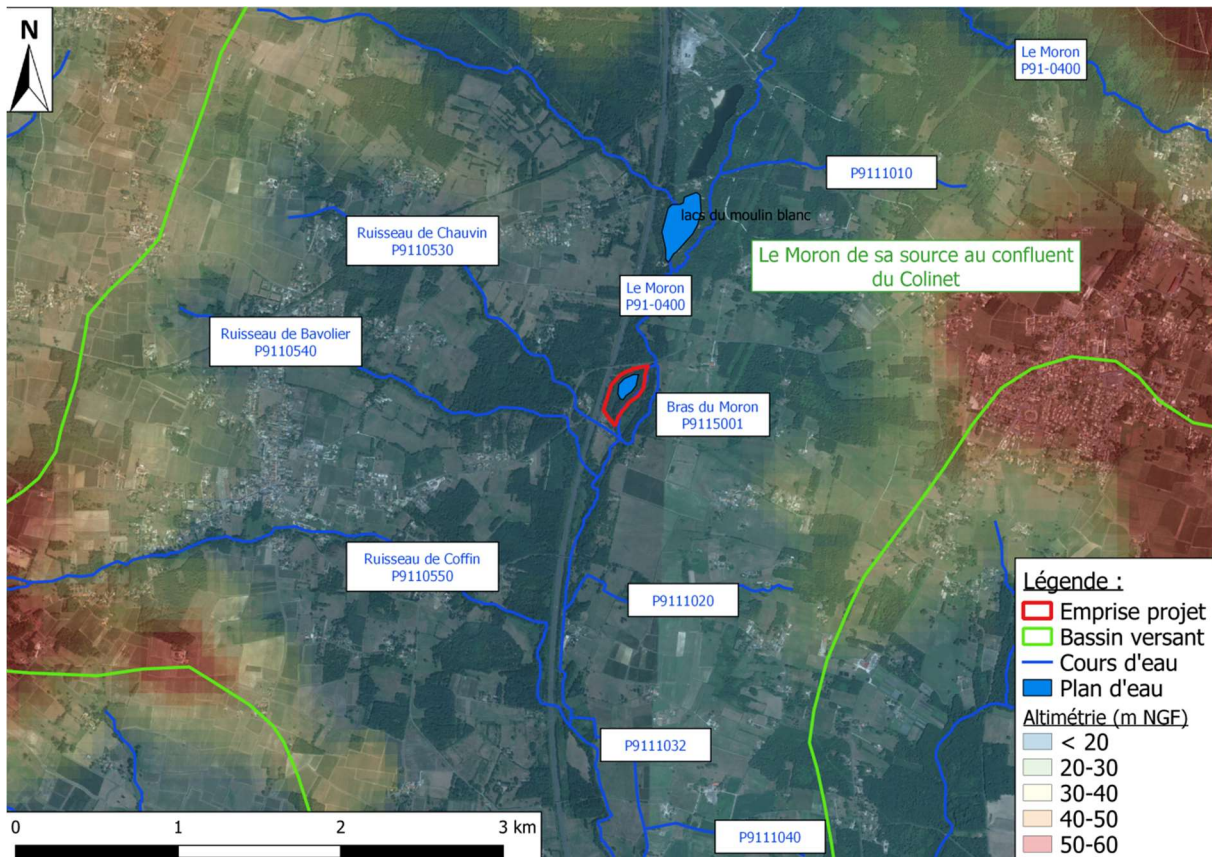 N
Le Moron
P91-0400
P9111010
lacs du moulin blanc
Ruisseau de Chauvin
P9110530
Le Moron de sa source au confluent
du Colinet
Le Moron
P91-0400
Ruisseau de Bavolier
P9110540
Bras du Moron
P9115001
Ruisseau de Coffin
P9110550
P9111020
P9111032
P9111040
Légende :
Emprise projet
Bassin versant
Cours d'eau
Plan d'eau
Altimétrie (m NGF)
< 20
20-30
30-40
40-50
50-60
0 1 2 3 km